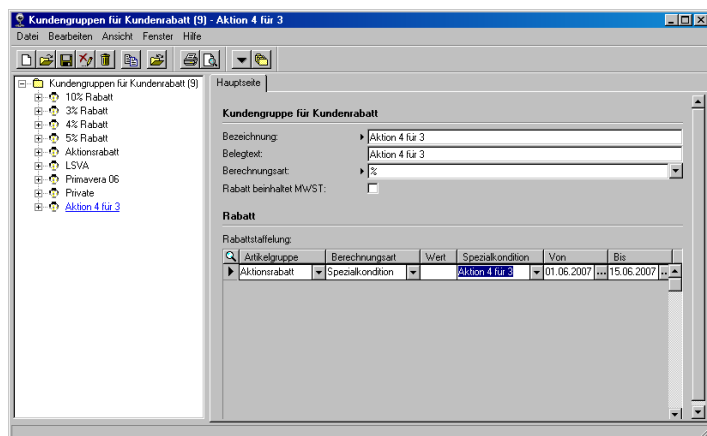 Kundengruppen für Kundenrabatt (9) - Aktion 4 für 3
Datei Bearbeiten Ansicht Fenster Hilfe
Kundengruppen für Kundenrabatt (9)
10% Rabatt
3% Rabatt
4% Rabatt
5% Rabatt
Aktionsrabatt
LSVA
Primavera 06
Private
Aktion 4 für 3
Hauptseite
Kundengruppe für Kundenrabatt
Bezeichnung: Aktion 4 für 3
Belegtext: Aktion 4 für 3
Berechnungsart: %
Rabatt beinhaltet MWST:
Rabatt
Rabattstaffelung:
Artikelgruppe Berechnungsart Wert Spezialkondition Von Bis
Aktionsrabatt Spezialkondition Aktion 4 für 3 01.06.2007 ... 15.06.2007 ..